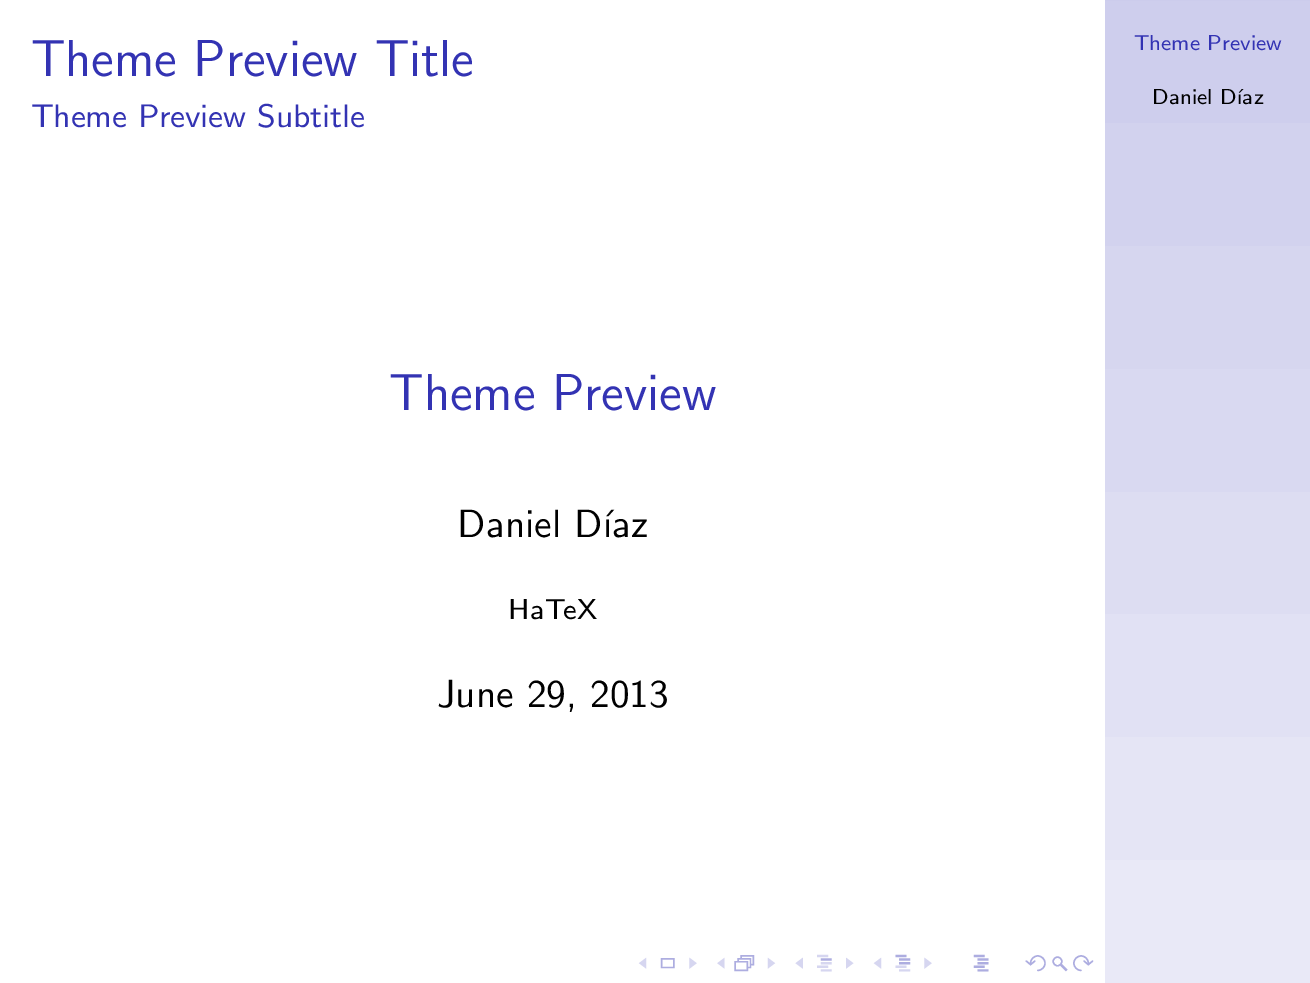 Theme Preview Title
Theme Preview Subtitle
Theme Preview
Daniel Díaz
HaTeX
June 29, 2013
Theme Preview
Daniel Díaz